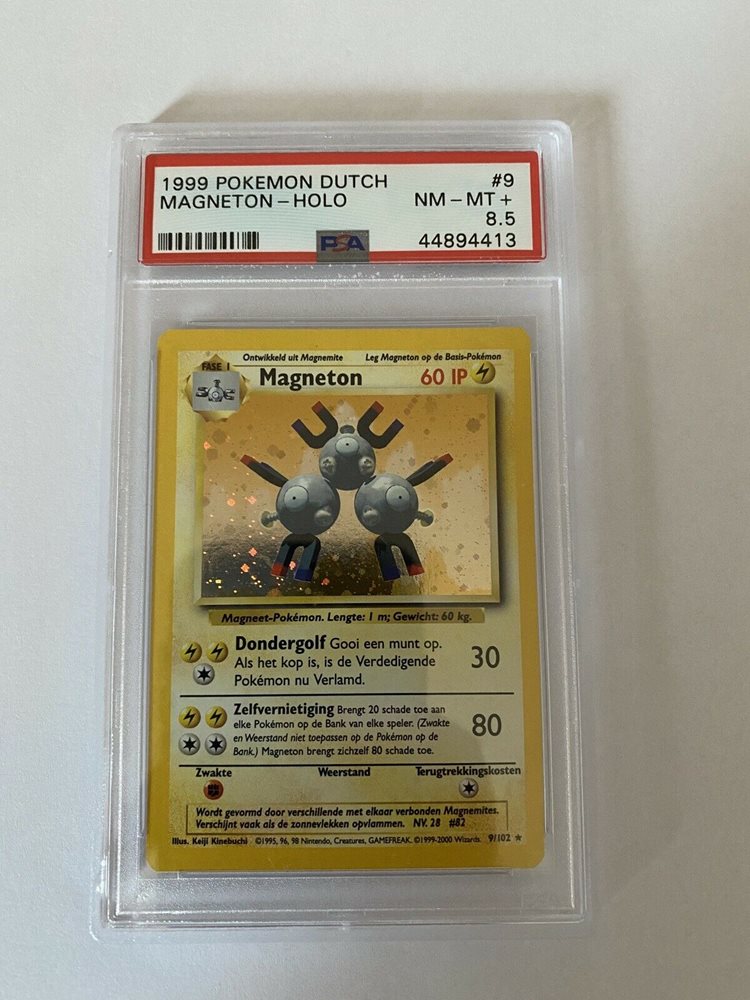 1999 POKEMON DUTCH #9
MAGNETON-HOLO NM-MT+
8.5
PSA 44894413
Ontwikkeld uit Magnemite Leg Magneton op de Basis-Pokémon
FASE 1
Magneton 60 IP
Magneet-Pokémon. Lengte: 1 m; Gewicht: 60 kg.
Dondergolf Gooi een munt op.
Als het kop is, is de Verdedigende 30
Pokémon nu Verlamd.
Zelfvernietiging Brengt 20 schade toe aan
elke Pokémon op de Bank van elke speler. (Zwakte 80
en Weerstand niet toepassen op de Pokémon op de
Bank.) Magneton brengt zichzelf 80 schade toe.
Zwakte Weerstand Terugtrekkingskosten
Wordt gevormd door verschillende met elkaar verbonden Magnemites.
Verschijnt vaak als de zonnevlekken opvlammen. NV. 28 #82
Illus. Keiji Kinebuchi ©1995, 96, 98 Nintendo, Creatures, GAMEFREAK. ©1999-2000 Wizards. 9/102 ★